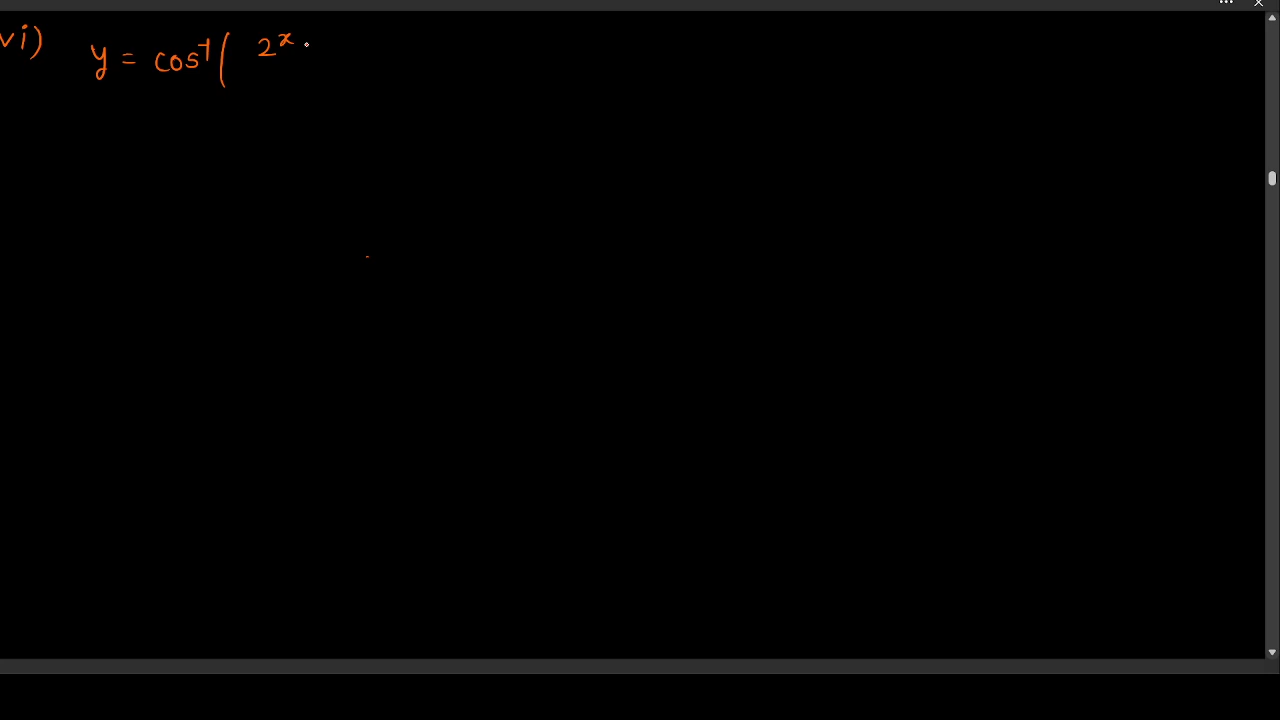 vi) y = cos⁻¹( 2ˣ